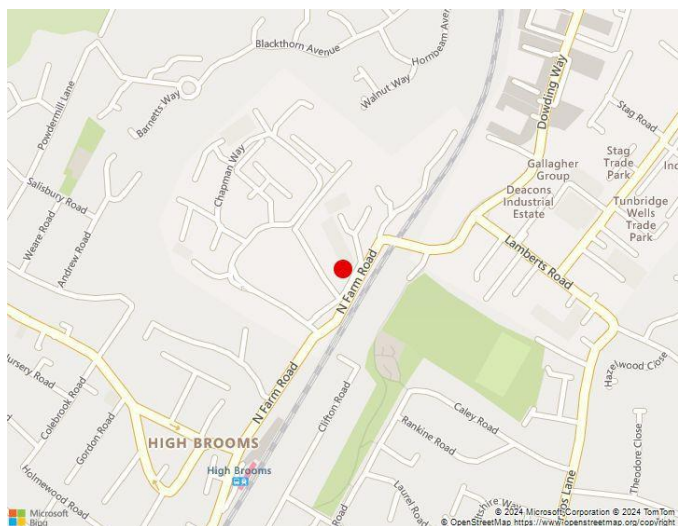 Blackthorn Avenue
Hornbeam Aven
Walnut Way
Powdermill Lane
Barnetts Way
Dowding Way
Stag Road
Chapman Way
Gallagher
Group
Stag
Trade
Park
Deacons
Industrial
Estate
Tunbridge
Wells
Trade
Park
Salisbury Road
Weare Road
Andrew Road
Lamberts Road
N Farm Road
N Farm Road
Hazelwood Close
Clifton Road
Caley Road
Rankine Road
Colebrook Road
Gordon Road
HIGH BROOMS
High Brooms
Holmewood Road
Laurel Road
Theodore Close
Microsoft
Bing
© 2024 Microsoft Corporation © 2024 TomTom
© OpenStreetMap https://www.openstreetmap.org/copyright